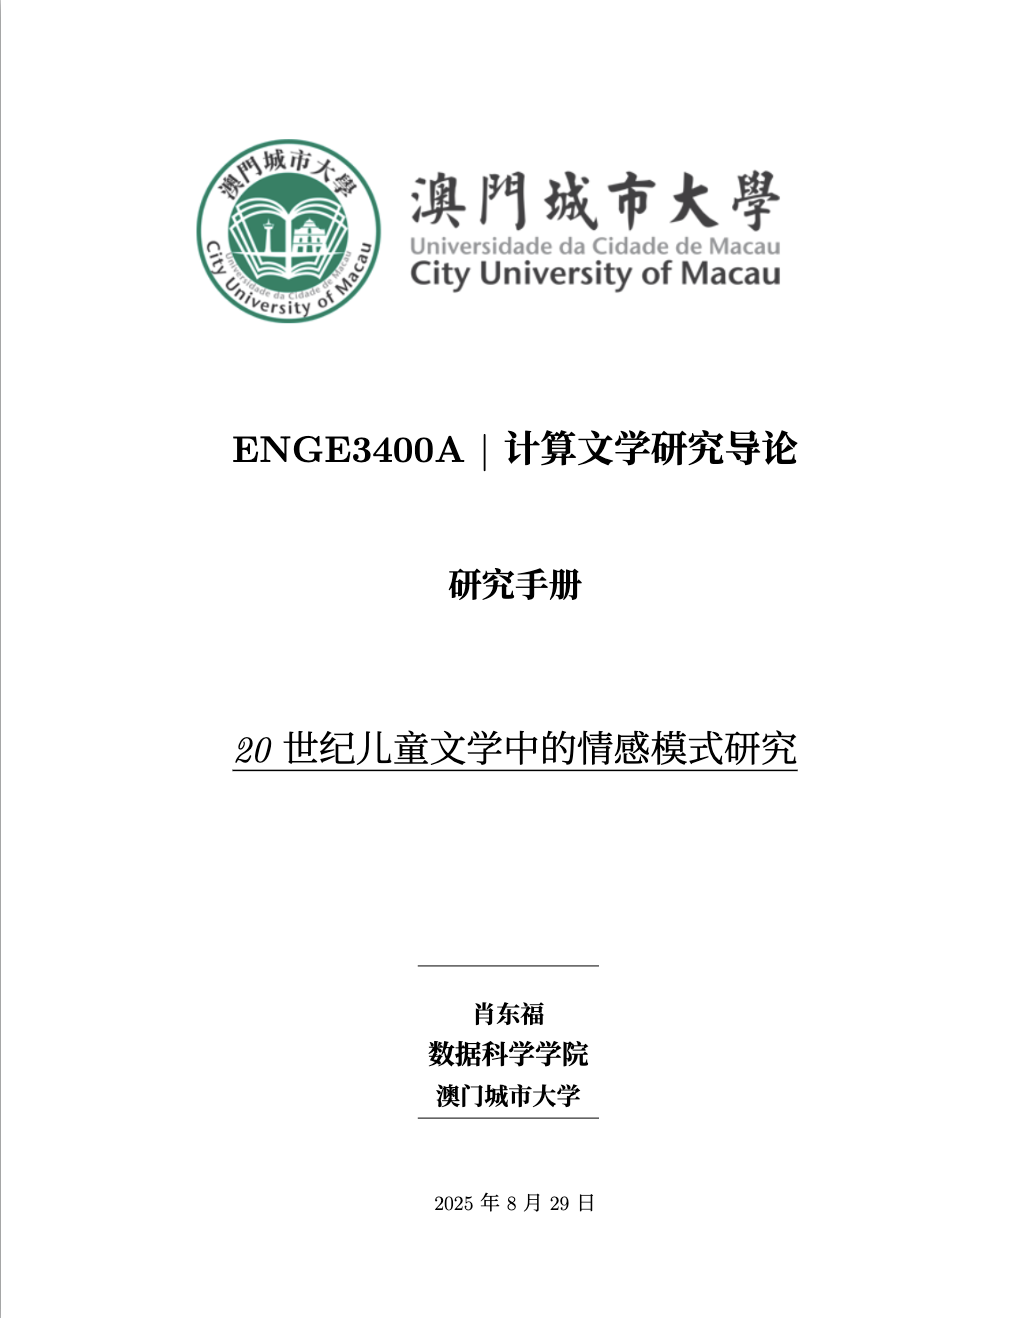 澳門城市大學
Universidade da Cidade de Macau
City University of Macau
澳門城市大學
Universidade da Cidade de Macau
City University of Macau
ENGE3400A | 计算文学研究导论
研究手册
20 世纪儿童文学中的情感模式研究
肖东福
数据科学学院
澳门城市大学
2025 年 8 月 29 日